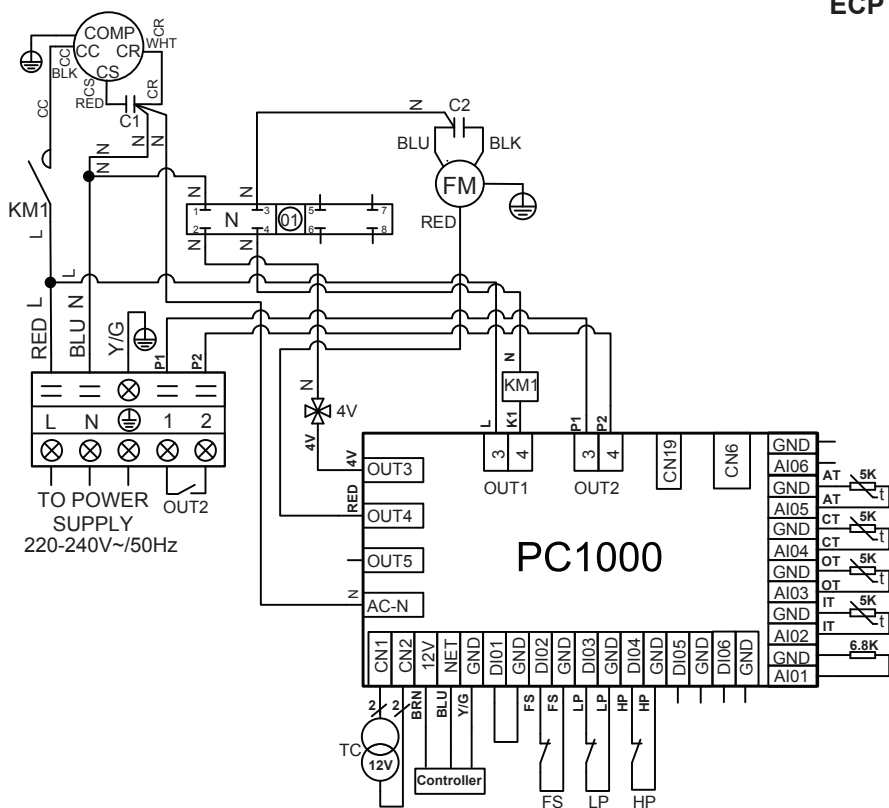 ECP
COMP
CC CR
CS
CR
WHT
CC
BLK
CS
RED
CR
C1
CC
N
N
N
N
N
KM1
L
L
N
C2
BLU
BLK
FM
RED
N
N
1 3 5 7
N 01
2 4 6 8
N
N
L
RED
BLU
N
Y/G
P1
P2
L N 1 2
TO POWER
SUPPLY
220-240V~/50Hz
OUT2
N
4V
4V
N
KM1
L
K1
P1
P2
3 4
OUT1
3 4
OUT2
CN19
CN6
4V
OUT3
RED
OUT4
OUT5
N
AC-N
PC1000
GND
AI06
GND
AI05
GND
AI04
GND
AI03
GND
AI02
GND
AI01
AT 5K
t
AT
CT 5K
t
CT
OT 5K
t
OT
IT 5K
t
IT
6.8K
CN1
CN2
12V
NET
GND
DI01
GND
DI02
GND
DI03
GND
DI04
GND
DI05
GND
DI06
GND
2
2
BRN
BLU
Y/G
FS
FS
LP
LP
HP
HP
TC
12V
Controller
FS
LP
HP